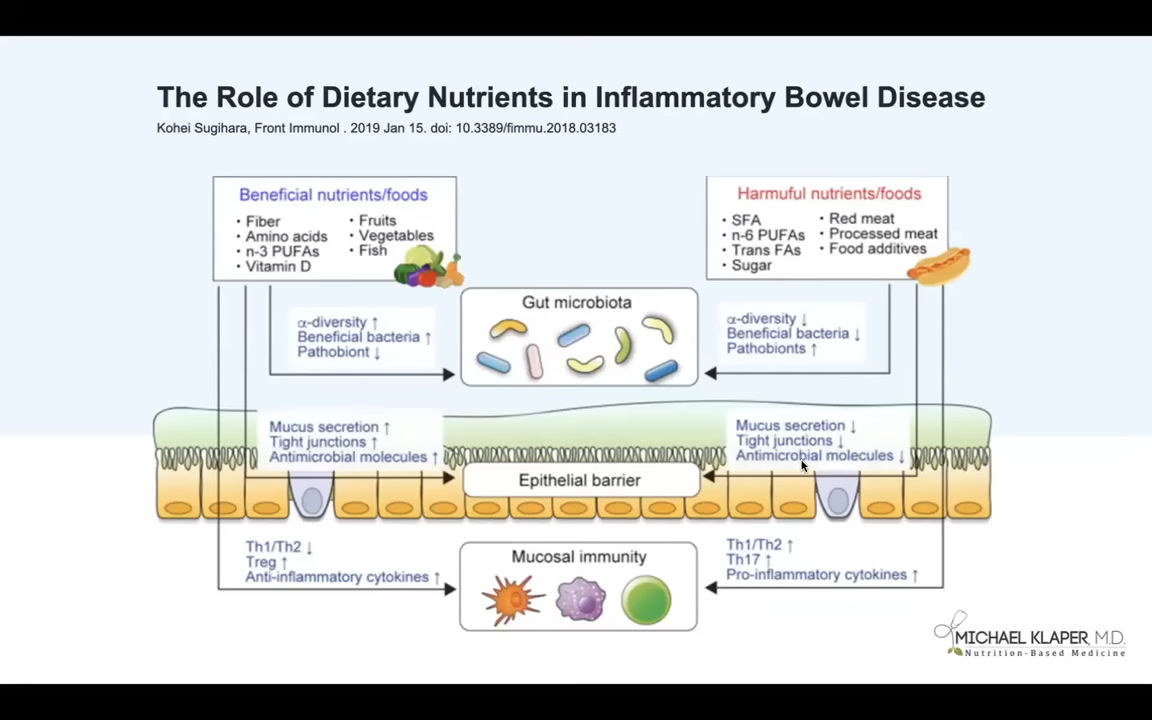 The Role of Dietary Nutrients in Inflammatory Bowel Disease
Kohei Sugihara, Front Immunol . 2019 Jan 15. doi: 10.3389/fimmu.2018.03183
Beneficial nutrients/foods
• Fiber
• Amino acids
• n-3 PUFAs
• Vitamin D
• Fruits
• Vegetables
• Fish
Harmuful nutrients/foods
• SFA
• n-6 PUFAs
• Trans FAs
• Sugar
• Red meat
• Processed meat
• Food additives
Gut microbiota
α-diversity ↑
Beneficial bacteria ↑
Pathobiont ↓
α-diversity ↓
Beneficial bacteria ↓
Pathobionts ↑
Mucus secretion ↑
Tight junctions ↑
Antimicrobial molecules ↑
Epithelial barrier
Mucus secretion ↓
Tight junctions ↓
Antimicrobial molecules ↓
Th1/Th2 ↓
Treg ↑
Anti-inflammatory cytokines ↑
Mucosal immunity
Th1/Th2 ↑
Th17 ↑
Pro-inflammatory cytokines ↑
MICHAEL KLAPER, M.D.
Nutrition-Based Medicine